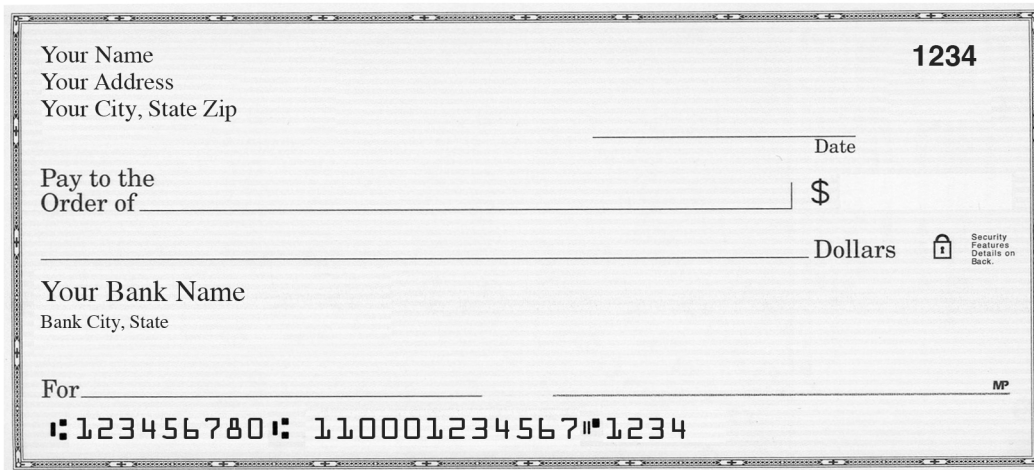 Your Name
1234
Your Address
Your City, State Zip
Date
Pay to the
Order of
$
Dollars
Security
Features
Details on
Back.
Your Bank Name
Bank City, State
For
MP
⑆123456780⑆ 110001234567⑈1234